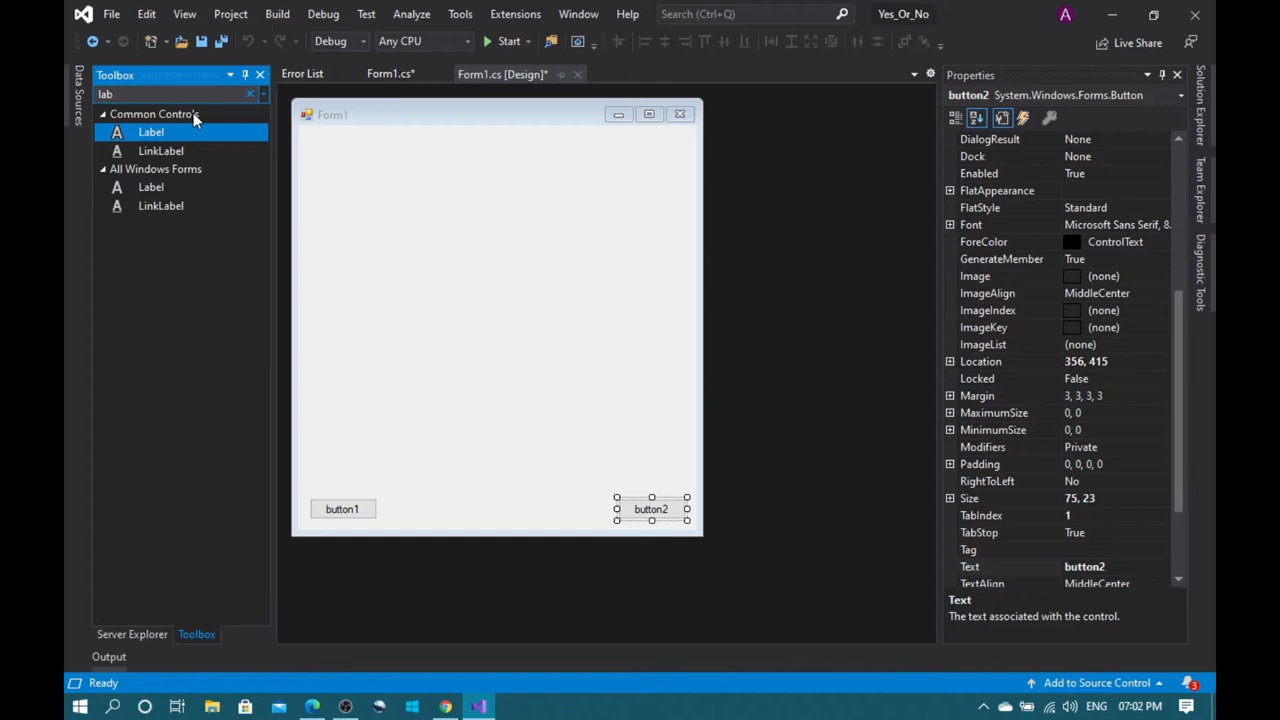 File Edit View Project Build Debug Test Analyze Tools Extensions Window Help Search (Ctrl+Q) Yes_Or_No A
Debug Any CPU Start Live Share
Data Sources
Toolbox
lab
Common Controls
Label
LinkLabel
All Windows Forms
Label
LinkLabel
Server Explorer Toolbox
Output
Error List Form1.cs* Form1.cs [Design]*
Form1
button1
button2
Properties
button2 System.Windows.Forms.Button
DialogResult None
Dock None
Enabled True
FlatAppearance
FlatStyle Standard
Font Microsoft Sans Serif, 8.
ForeColor ControlText
GenerateMember True
Image (none)
ImageAlign MiddleCenter
ImageIndex (none)
ImageKey (none)
ImageList (none)
Location 356, 415
Locked False
Margin 3, 3, 3, 3
MaximumSize 0, 0
MinimumSize 0, 0
Modifiers Private
Padding 0, 0, 0, 0
RightToLeft No
Size 75, 23
TabIndex 1
TabStop True
Tag
Text button2
TextAlign MiddleCenter
Text
The text associated with the control.
Solution Explorer
Team Explorer
Diagnostic Tools
Ready Add to Source Control 3
ENG 07:02 PM